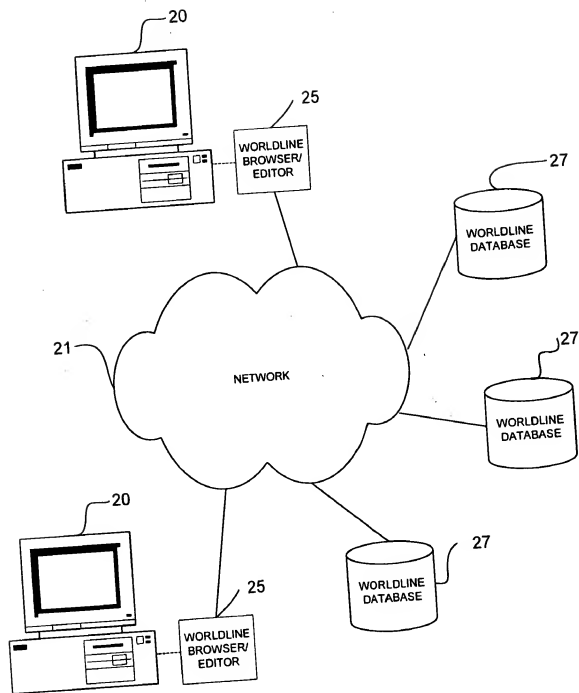 20
25
WORLDLINE
BROWSER/
EDITOR
27
WORLDLINE
DATABASE
21
NETWORK
27
WORLDLINE
DATABASE
20
25
WORLDLINE
BROWSER/
EDITOR
27
WORLDLINE
DATABASE